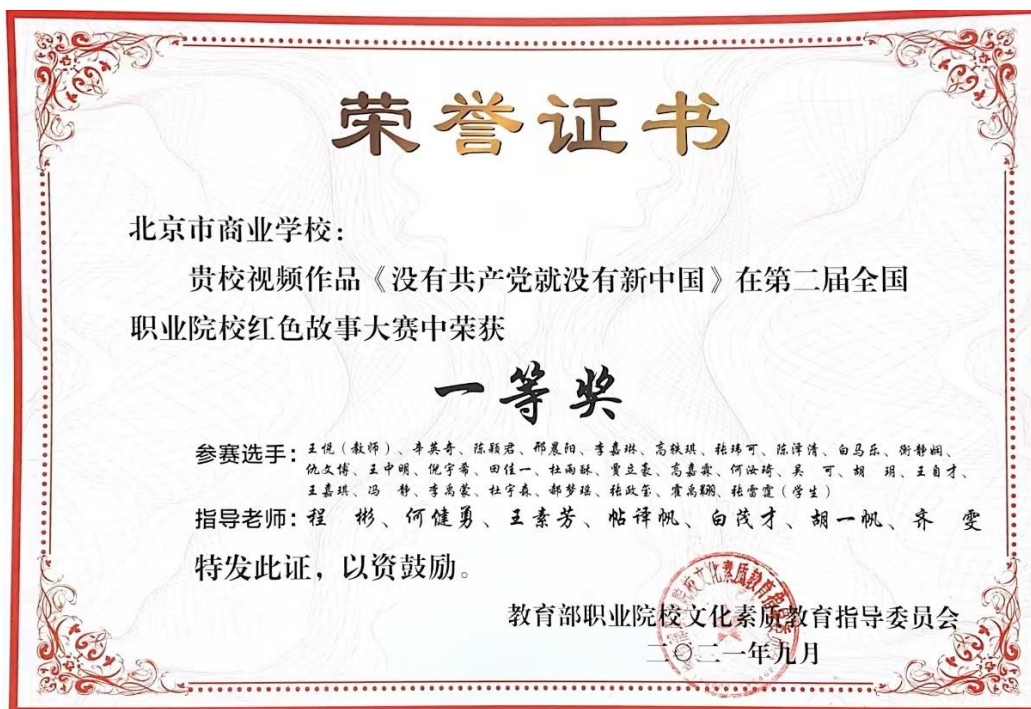 荣誉证书
北京市商业学校：
贵校视频作品《没有共产党就没有新中国》在第二届全国
职业院校红色故事大赛中荣获
一等奖
参赛选手：王悦（教师）、辛英奇、陈颖君、邢晨阳、李嘉琳、高轶琪、张玮可、陈泽清、白马乐、衡静娴、
仇文博、王中明、倪宇希、田佳一、杜雨酥、贾立豪、高嘉霖、何汝琦、吴 可、胡 玥、王自才、
王嘉琪、冯 静、李禹蒙、杜宇森、郝梦瑶、张政玺、霍禹翮、张雷霆（学生）
指导老师：程 彬、何健勇、王素芳、帖译帆、白茂才、胡一帆、齐 雯
特发此证，以资鼓励。
教育部职业院校文化素质教育指导委员会
二〇二一年九月